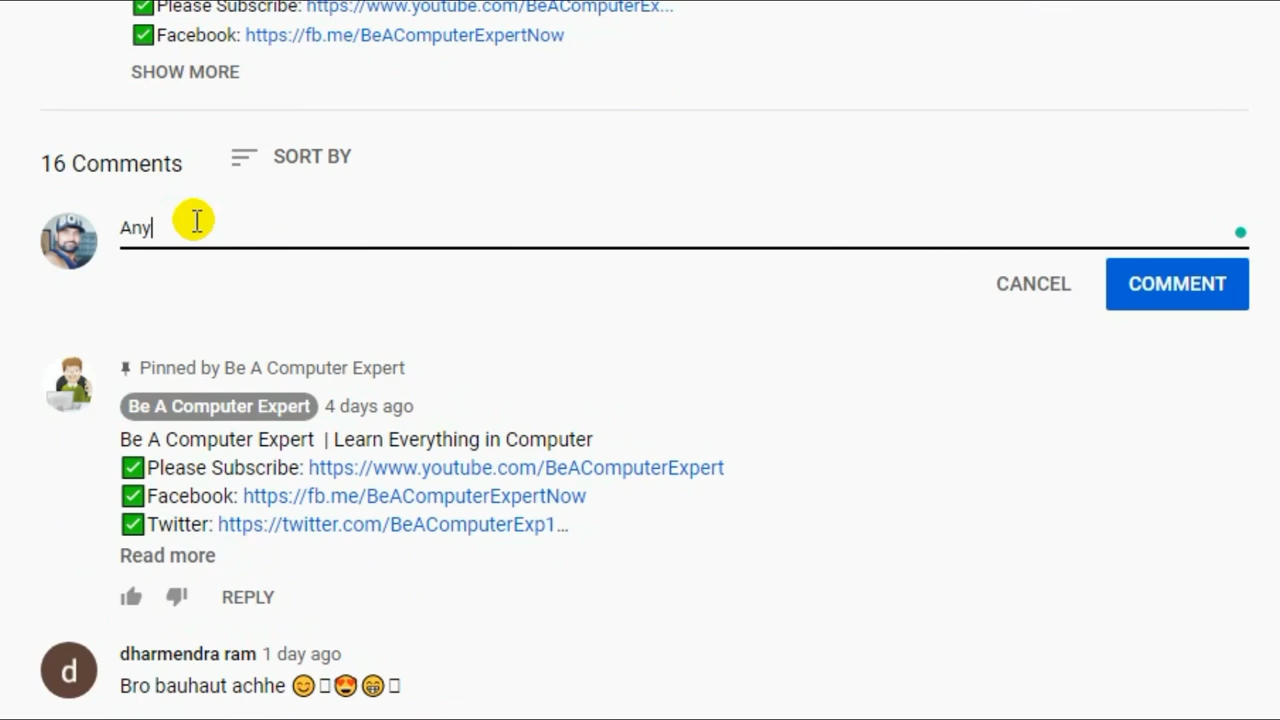 ✅Please Subscribe: https://www.youtube.com/BeAComputerEx...
✅Facebook: https://fb.me/BeAComputerExpertNow
SHOW MORE
16 Comments
SORT BY
Any
CANCEL
COMMENT
Pinned by Be A Computer Expert
Be A Computer Expert 4 days ago
Be A Computer Expert | Learn Everything in Computer
✅Please Subscribe: https://www.youtube.com/BeAComputerExpert
✅Facebook: https://fb.me/BeAComputerExpertNow
✅Twitter: https://twitter.com/BeAComputerExp1...
Read more
REPLY
d
dharmendra ram 1 day ago
Bro bauhaut achhe 😊▯😍😁▯